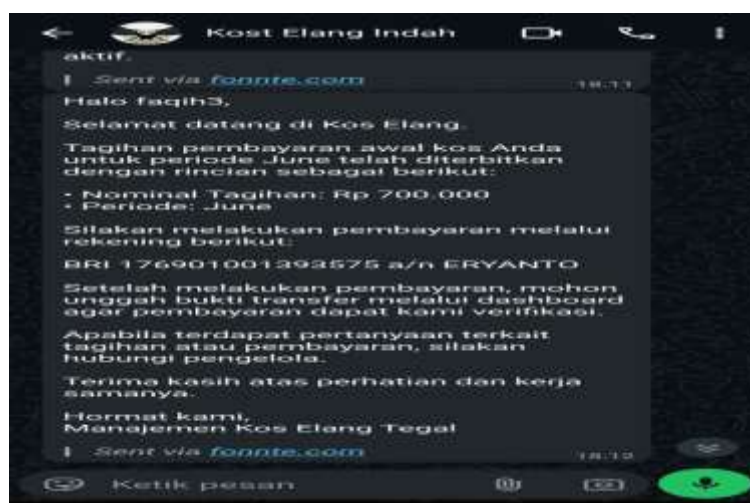 Kost Elang Indah
aktif.
Sent via fonnte.com
18.11
Halo faqih3,
Selamat datang di Kos Elang.
Tagihan pembayaran awal kos Anda
untuk periode June telah diterbitkan
dengan rincian sebagai berikut:
• Nominal Tagihan: Rp 700.000
• Periode: June
Silakan melakukan pembayaran melalui
rekening berikut:
BRI 176901001393575 a/n ERYANTO
Setelah melakukan pembayaran, mohon
unggah bukti transfer melalui dashboard
agar pembayaran dapat kami verifikasi.
Apabila terdapat pertanyaan terkait
tagihan atau pembayaran, silakan
hubungi pengelola.
Terima kasih atas perhatian dan kerja
samanya.
Hormat kami,
Manajemen Kos Elang Tegal
Sent via fonnte.com
18.12
Ketik pesan